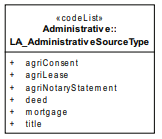 «codeList»
Administrative::
LA_AdministrativeSourceType
+ agriConsent
+ agriLease
+ agriNotaryStatement
+ deed
+ mortgage
+ title